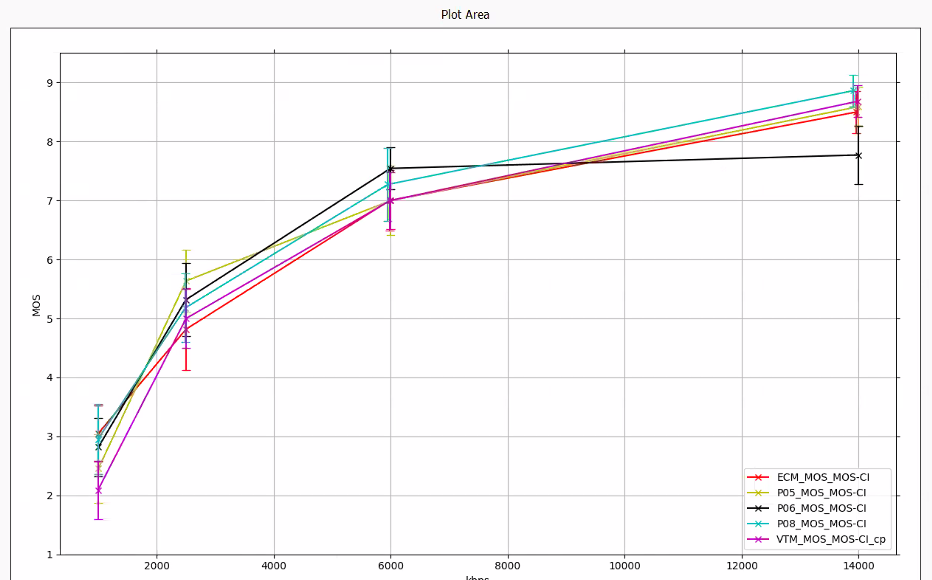 Plot Area
9
8
7
6
5
4
3
2
1
MOS
2000 4000 6000 8000 10000 12000 14000
kbps
ECM_MOS_MOS-CI
P05_MOS_MOS-CI
P06_MOS_MOS-CI
P08_MOS_MOS-CI
VTM_MOS_MOS-CI_cp